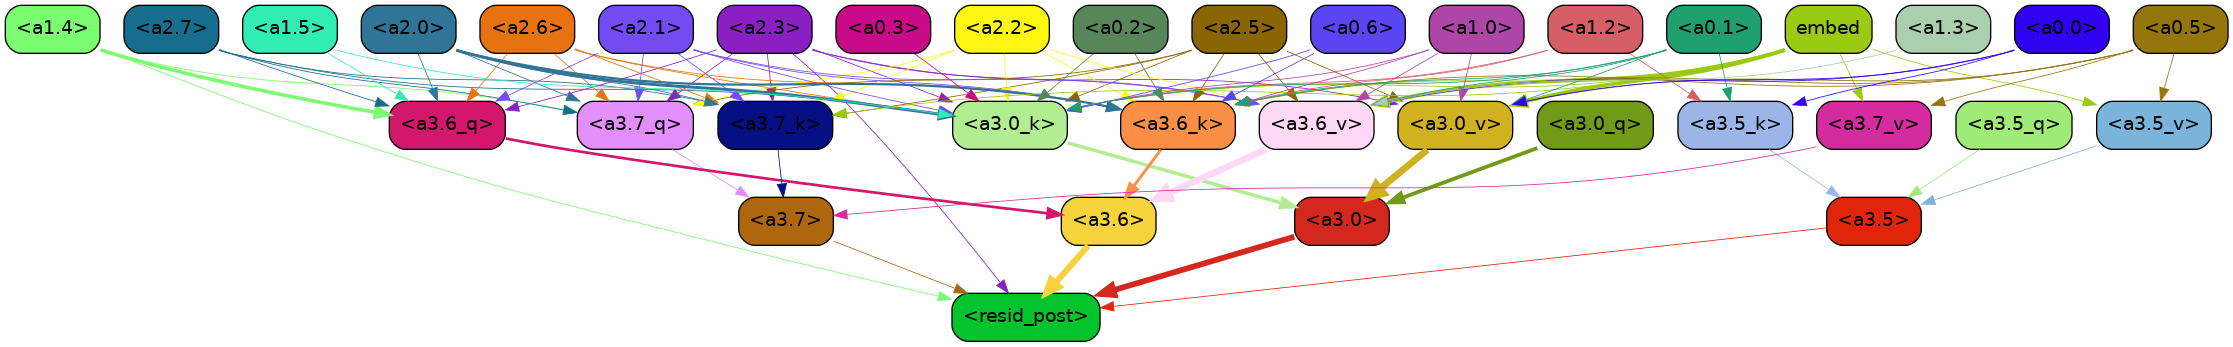 <a1.4> <a2.7> <a1.5> <a2.0> <a2.6> <a2.1> <a2.3> <a0.3> <a2.2> <a0.2> <a2.5> <a0.6> <a1.0> <a1.2> <a0.1> embed <a1.3> <a0.0> <a0.5>
<a3.6_q> <a3.7_q> <a3.7_k> <a3.0_k> <a3.6_k> <a3.6_v> <a3.0_v> <a3.0_q> <a3.5_k> <a3.7_v> <a3.5_q> <a3.5_v>
<a3.7> <a3.6> <a3.0> <a3.5>
<resid_post>